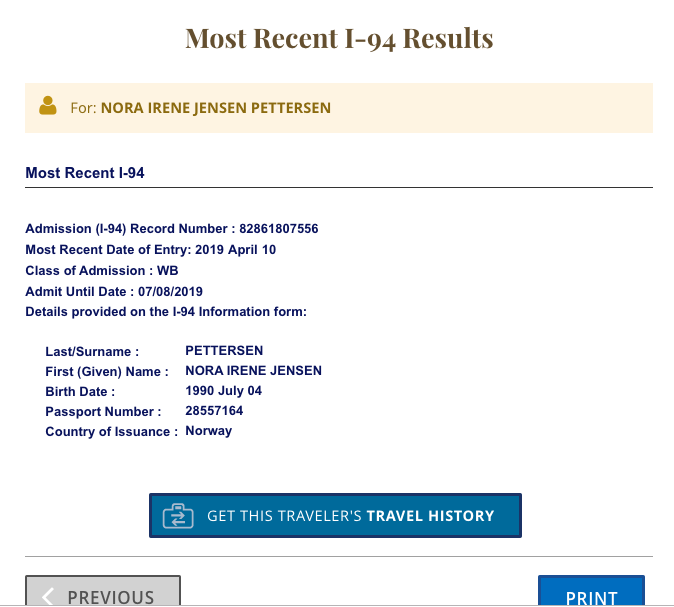 Most Recent I-94 Results
For: NORA IRENE JENSEN PETTERSEN
Most Recent I-94
Admission (I-94) Record Number : 82861807556
Most Recent Date of Entry: 2019 April 10
Class of Admission : WB
Admit Until Date : 07/08/2019
Details provided on the I-94 Information form:
Last/Surname : PETTERSEN
First (Given) Name : NORA IRENE JENSEN
Birth Date : 1990 July 04
Passport Number : 28557164
Country of Issuance : Norway
GET THIS TRAVELER'S TRAVEL HISTORY
PREVIOUS PRINT